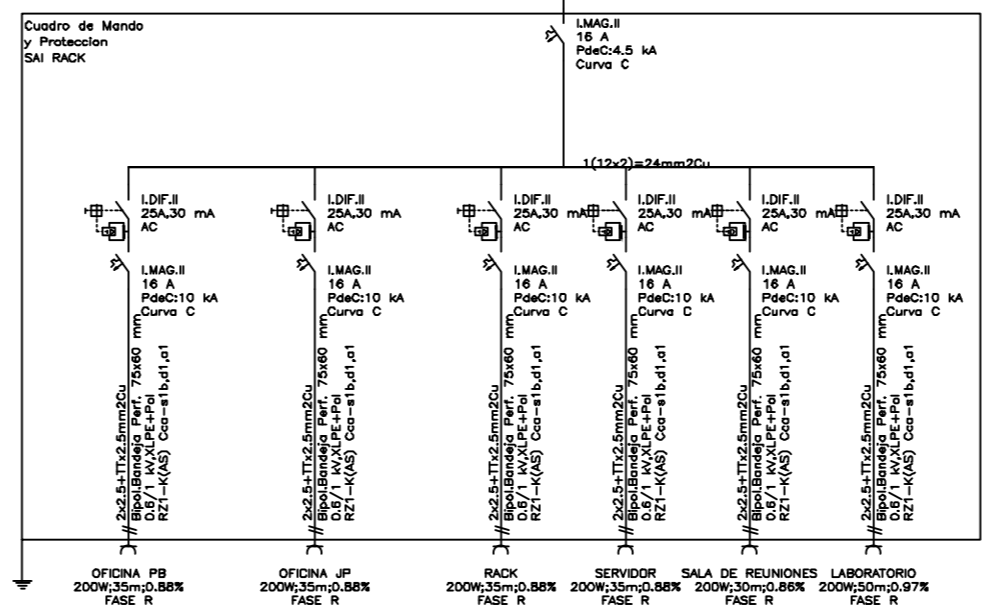 Cuadro de Mando
y Proteccion
SAI RACK
I.MAG.II
16 A
PdeC:4.5 kA
Curva C
1(12x2)=24mm2Cu
I.DIF.II
25A,30 mA
AC
I.MAG.II
16 A
PdeC:10 kA
Curva C
2x2.5+TTx2.5mm2Cu
Bipol.Bandeja Perf. 75x60 mm
0.6/1 kV,XLPE+Pol
RZ1-K(AS) Cca-s1b,d1,a1
OFICINA PB
200W;35m;0.88%
FASE R
I.DIF.II
25A,30 mA
AC
I.MAG.II
16 A
PdeC:10 kA
Curva C
2x2.5+TTx2.5mm2Cu
Bipol.Bandeja Perf. 75x60 mm
0.6/1 kV,XLPE+Pol
RZ1-K(AS) Cca-s1b,d1,a1
OFICINA JP
200W;35m;0.88%
FASE R
I.DIF.II
25A,30 mA
AC
I.MAG.II
16 A
PdeC:10 kA
Curva C
2x2.5+TTx2.5mm2Cu
Bipol.Bandeja Perf. 75x60 mm
0.6/1 kV,XLPE+Pol
RZ1-K(AS) Cca-s1b,d1,a1
RACK
200W;35m;0.88%
FASE R
I.DIF.II
25A,30 mA
AC
I.MAG.II
16 A
PdeC:10 kA
Curva C
2x2.5+TTx2.5mm2Cu
Bipol.Bandeja Perf. 75x60 mm
0.6/1 kV,XLPE+Pol
RZ1-K(AS) Cca-s1b,d1,a1
SERVIDOR
200W;35m;0.88%
FASE R
I.DIF.II
25A,30 mA
AC
I.MAG.II
16 A
PdeC:10 kA
Curva C
2x2.5+TTx2.5mm2Cu
Bipol.Bandeja Perf. 75x60 mm
0.6/1 kV,XLPE+Pol
RZ1-K(AS) Cca-s1b,d1,a1
SALA DE REUNIONES
200W;30m;0.86%
FASE R
I.DIF.II
25A,30 mA
AC
I.MAG.II
16 A
PdeC:10 kA
Curva C
2x2.5+TTx2.5mm2Cu
Bipol.Bandeja Perf. 75x60 mm
0.6/1 kV,XLPE+Pol
RZ1-K(AS) Cca-s1b,d1,a1
LABORATORIO
200W;50m;0.97%
FASE R